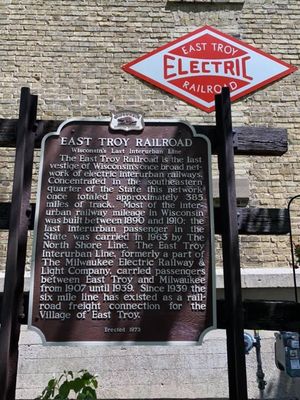 EAST TROY
ELECTRIC
RAILROAD
EAST TROY RAILROAD
Wisconsin's Last Interurban Line
The East Troy Railroad is the last
vestige of Wisconsin's once broad net-
work of electric interurban railways.
Concentrated in the southeastern
quarter of the State this network
once totaled approximately 385
miles of track. Most of the inter-
urban railway mileage in Wisconsin
was built between 1890 and 1910; the
last interurban passenger in the
State was carried in 1963 by The
North Shore Line. The East Troy
Interurban Line, formerly a part of
The Milwaukee Electric Railway &
Light Company, carried passengers
between East Troy and Milwaukee
from 1907 until 1939. Since 1939 the
six mile line has existed as a rail-
road freight connection for the
Village of East Troy.
Erected 1973